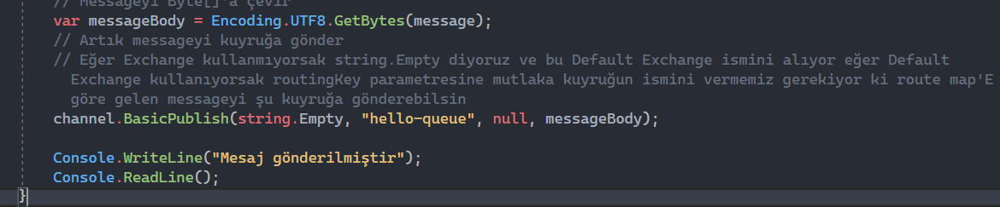 // Messageyi Byte[]'a çevir
var messageBody = Encoding.UTF8.GetBytes(message);
// Artık messageyi kuyruğa gönder
// Eğer Exchange kullanmıyorsak string.Empty diyoruz ve bu Default Exchange ismini alıyor eğer Default
Exchange kullanıyorsak routingKey parametresine mutlaka kuyruğun ismini vermemiz gerekiyor ki route map'E
göre gelen messageyi şu kuyruğa gönderebilsin
channel.BasicPublish(string.Empty, "hello-queue", null, messageBody);
Console.WriteLine("Mesaj gönderilmiştir");
Console.ReadLine();
}